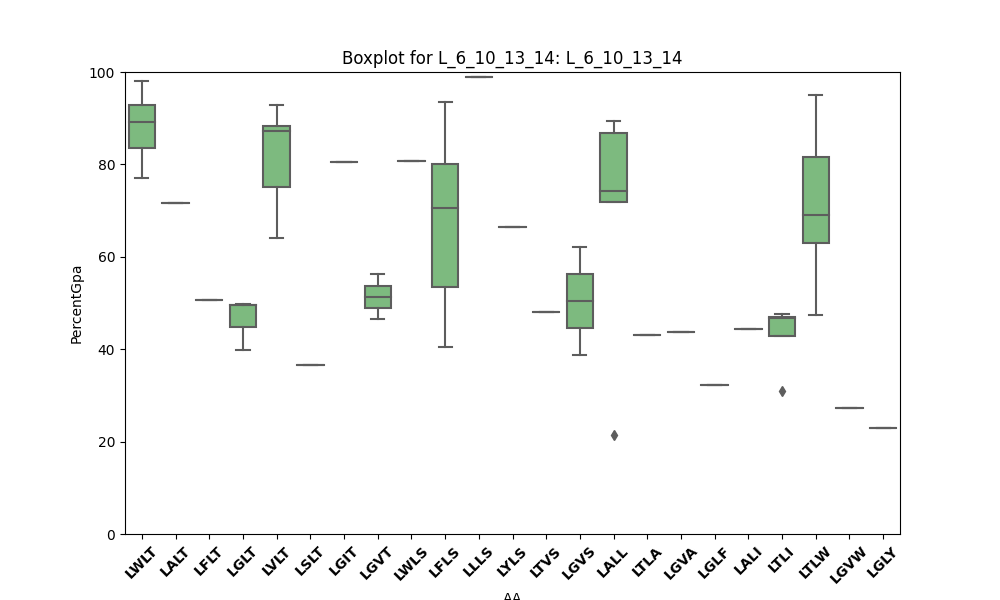 Boxplot for L_6_10_13_14: L_6_10_13_14
PercentGpa
100
80
60
40
20
0
LWLT LALT LFLT LGLT LVLT LSLT LGIT LGVT LWLS LFLS LLLS LYLS LTVS LGVS LALL LTLA LGVA LGLF LALI LTLI LTLW LGVW LGLY
AA